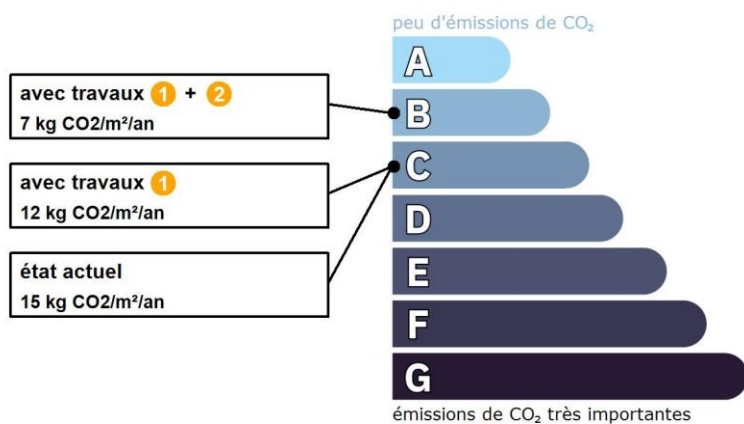 peu d'émissions de CO₂
A
avec travaux 1 + 2
7 kg CO2/m²/an
B
C
avec travaux 1
12 kg CO2/m²/an
D
état actuel
15 kg CO2/m²/an
E
F
G
émissions de CO₂ très importantes